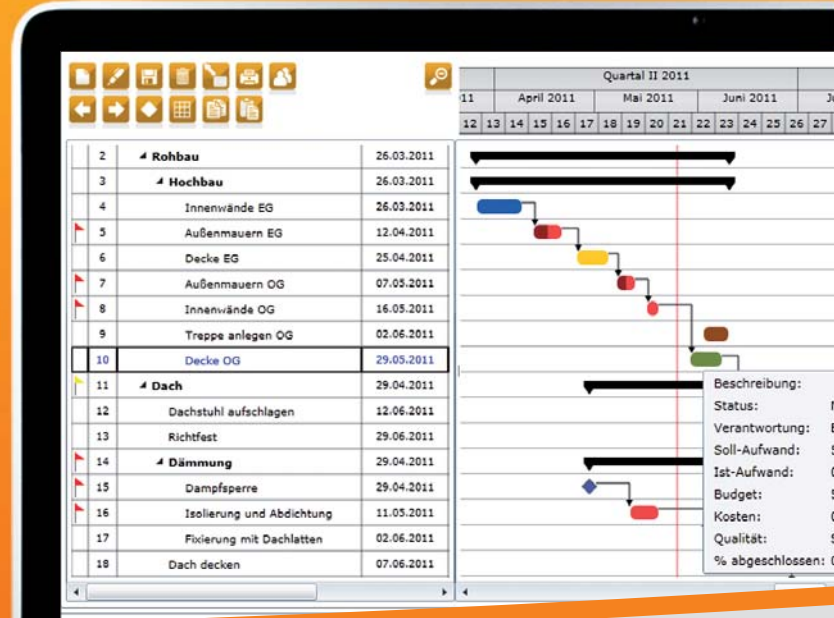 Quartal II 2011
11 April 2011 Mai 2011 Juni 2011
12 13 14 15 16 17 18 19 20 21 22 23 24 25 26 27
2 Rohbau 26.03.2011
3 Hochbau 26.03.2011
4 Innenwände EG 26.03.2011
5 Außenmauern EG 12.04.2011
6 Decke EG 25.04.2011
7 Außenmauern OG 07.05.2011
8 Innenwände OG 16.05.2011
9 Treppe anlegen OG 02.06.2011
10 Decke OG 29.05.2011
11 Dach 29.04.2011
12 Dachstuhl aufschlagen 12.06.2011
13 Richtfest 29.06.2011
14 Dämmung 29.04.2011
15 Dampfsperre 29.04.2011
16 Isolierung und Abdichtung 11.05.2011
17 Fixierung mit Dachlatten 02.06.2011
18 Dach decken 07.06.2011
Beschreibung:
Status:
Verantwortung:
Soll-Aufwand:
Ist-Aufwand:
Budget:
Kosten:
Qualität:
% abgeschlossen: